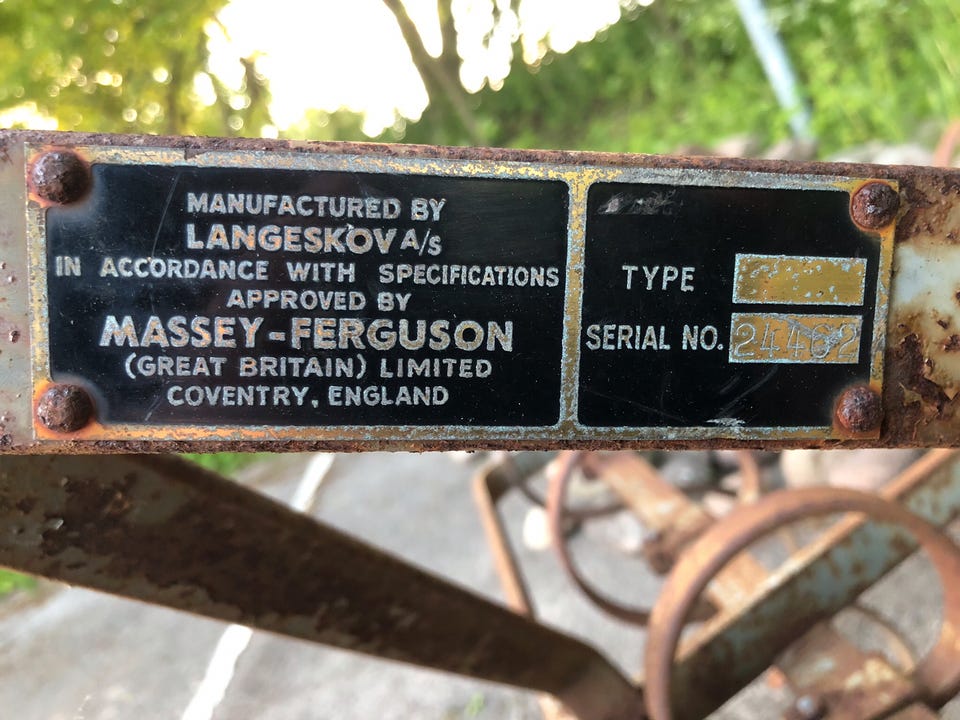 MANUFACTURED BY
LANGESKOV A/S
IN ACCORDANCE WITH SPECIFICATIONS
APPROVED BY
MASSEY-FERGUSON
(GREAT BRITAIN) LIMITED
COVENTRY, ENGLAND
TYPE
SERIAL NO. 24462